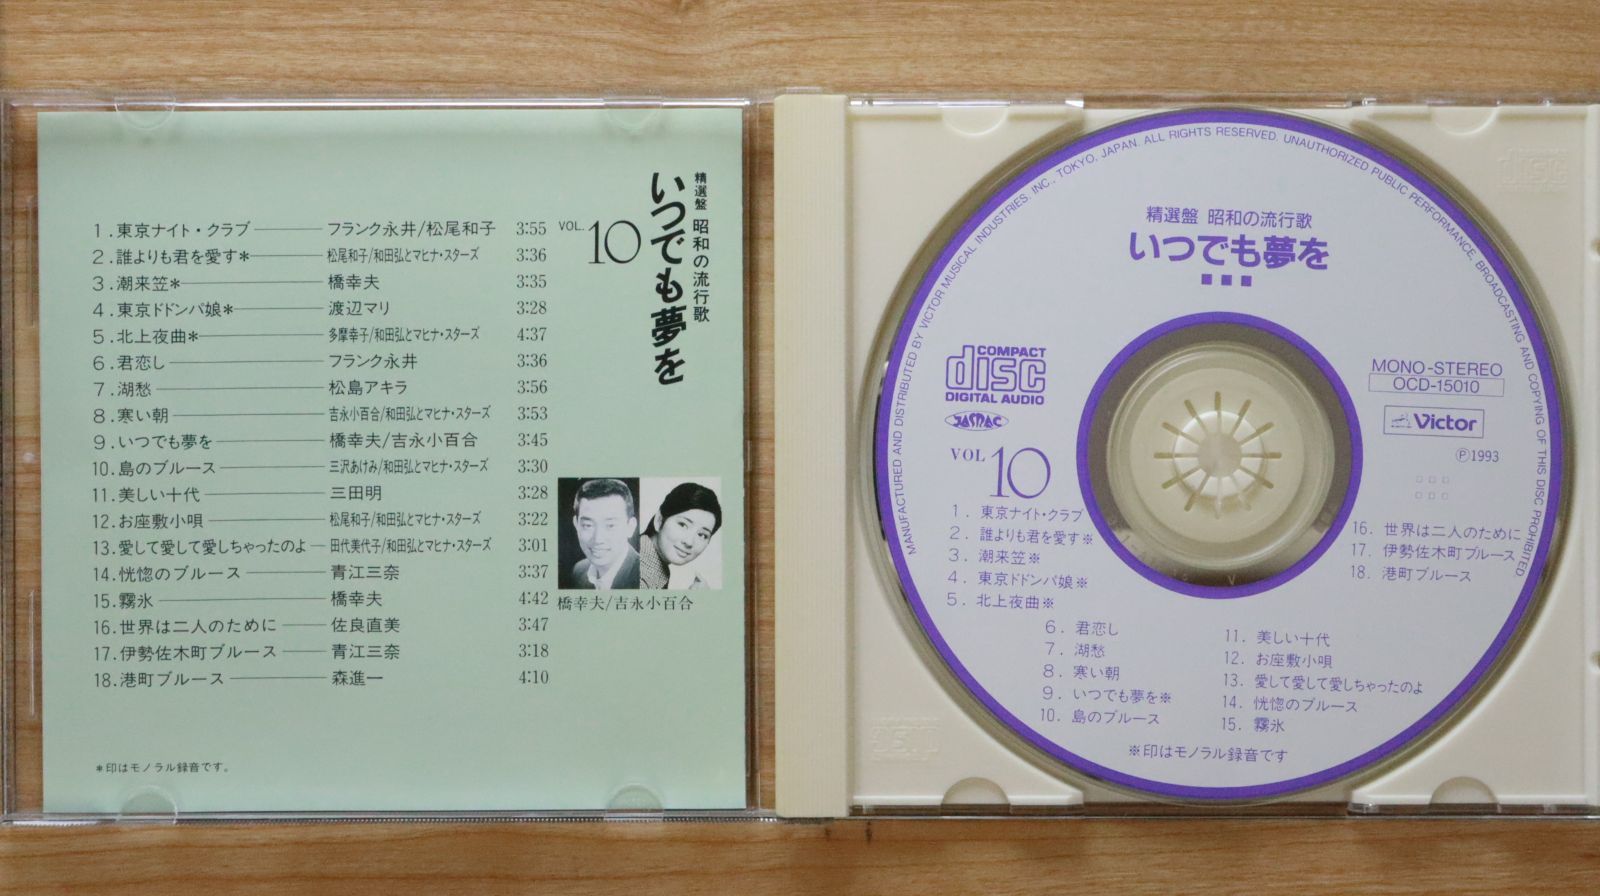 精選盤 昭和の流行歌
いつでも夢を
VOL. 10
1.東京ナイト・クラブ フランク永井/松尾和子 3:55
2.誰よりも君を愛す* 松尾和子/和田弘とマヒナ・スターズ 3:36
3.潮来笠* 橋幸夫 3:35
4.東京ドドンパ娘* 渡辺マリ 3:28
5.北上夜曲* 多摩幸子/和田弘とマヒナ・スターズ 4:37
6.君恋し フランク永井 3:36
7.湖愁 松島アキラ 3:56
8.寒い朝 吉永小百合/和田弘とマヒナ・スターズ 3:53
9.いつでも夢を 橋幸夫/吉永小百合 3:45
10.島のブルース 三沢あけみ/和田弘とマヒナ・スターズ 3:30
11.美しい十代 三田明 3:28
12.お座敷小唄 松尾和子/和田弘とマヒナ・スターズ 3:22
13.愛して愛して愛しちゃったのよ 田代美代子/和田弘とマヒナ・スターズ 3:01
14.恍惚のブルース 青江三奈 3:37
15.霧氷 橋幸夫 4:42
16.世界は二人のために 佐良直美 3:47
17.伊勢佐木町ブルース 青江三奈 3:18
18.港町ブルース 森進一 4:10
橋幸夫/吉永小百合
*印はモノラル録音です。
MANUFACTURED AND DISTRIBUTED BY VICTOR MUSICAL INDUSTRIES, INC., TOKYO, JAPAN. ALL RIGHTS RESERVED. UNAUTHORIZED PUBLIC PERFORMANCE, BROADCASTING AND COPYING OF THIS DISC PROHIBITED.
精選盤 昭和の流行歌
いつでも夢を
COMPACT
disc
DIGITAL AUDIO
JASRAC
MONO-STEREO
OCD-15010
Victor
Ⓟ1993
VOL 10
1. 東京ナイト・クラブ
2. 誰よりも君を愛す※
3. 潮来笠※
4. 東京ドドンパ娘※
5. 北上夜曲※
6. 君恋し
7. 湖愁
8. 寒い朝
9. いつでも夢を※
10. 島のブルース
11. 美しい十代
12. お座敷小唄
13. 愛して愛して愛しちゃったのよ
14. 恍惚のブルース
15. 霧氷
16. 世界は二人のために
17. 伊勢佐木町ブルース
18. 港町ブルース
※印はモノラル録音です